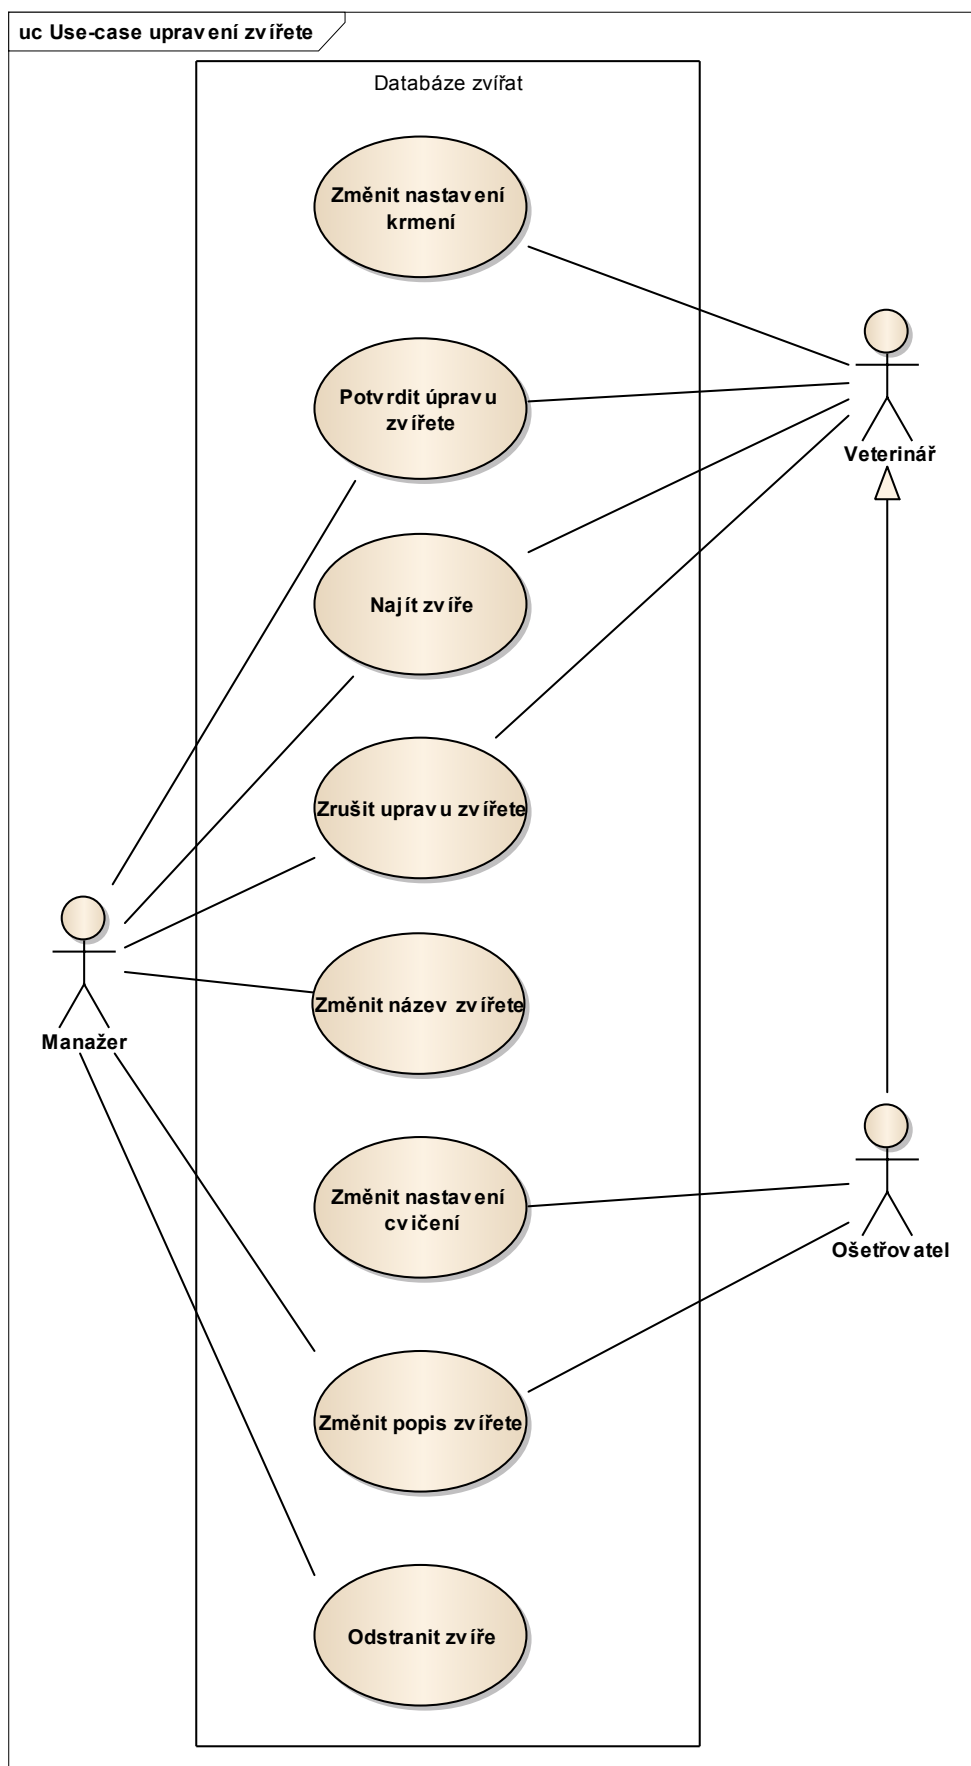 uc Use-case upravení zvířete
Databáze zvířat
Změnit nastavení
krmení
Potvrdit úpravu
zvířete
Veterinář
Najít zvíře
Zrušit upravu zvířete
Změnit název zvířete
Manažer
Změnit nastavení
cvičení
Ošetřovatel
Změnit popis zvířete
Odstranit zvíře